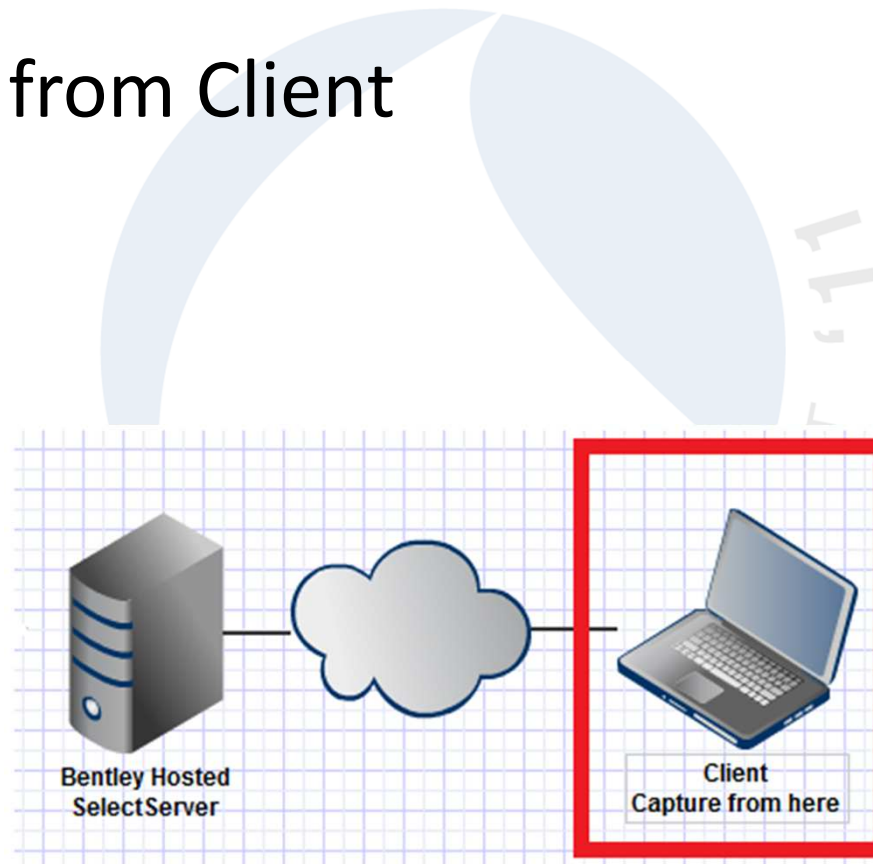 from Client
Bentley Hosted
SelectServer
Client
Capture from here